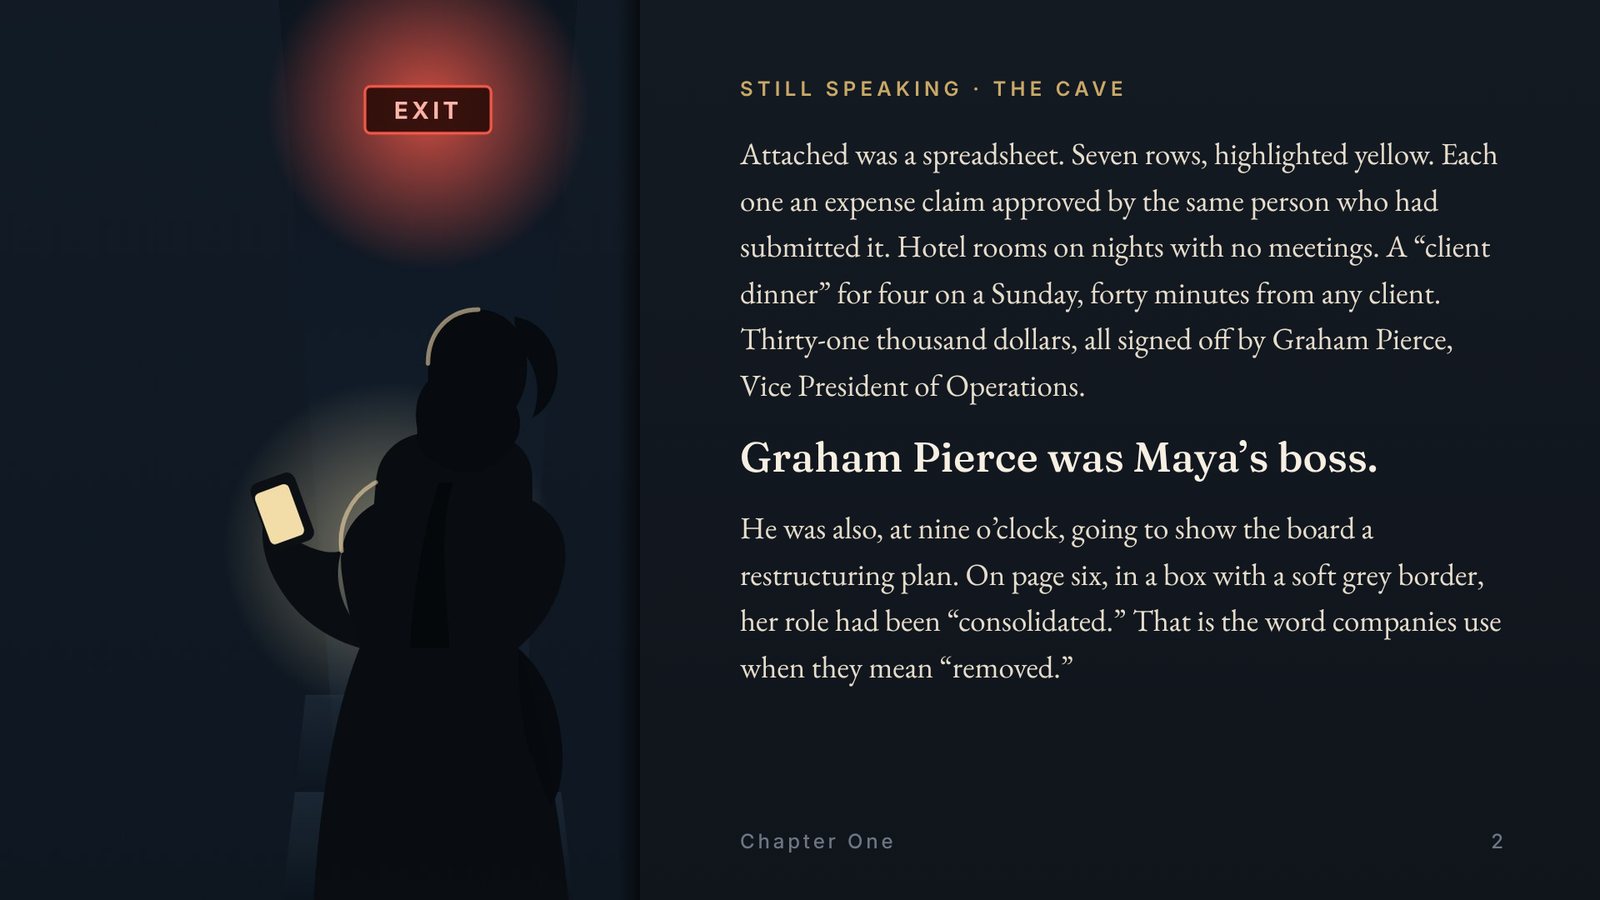 EXIT
STILL SPEAKING · THE CAVE
Attached was a spreadsheet. Seven rows, highlighted yellow. Each
one an expense claim approved by the same person who had
submitted it. Hotel rooms on nights with no meetings. A “client
dinner” for four on a Sunday, forty minutes from any client.
Thirty-one thousand dollars, all signed off by Graham Pierce,
Vice President of Operations.
Graham Pierce was Maya’s boss.
He was also, at nine o’clock, going to show the board a
restructuring plan. On page six, in a box with a soft grey border,
her role had been “consolidated.” That is the word companies use
when they mean “removed.”
Chapter One
2